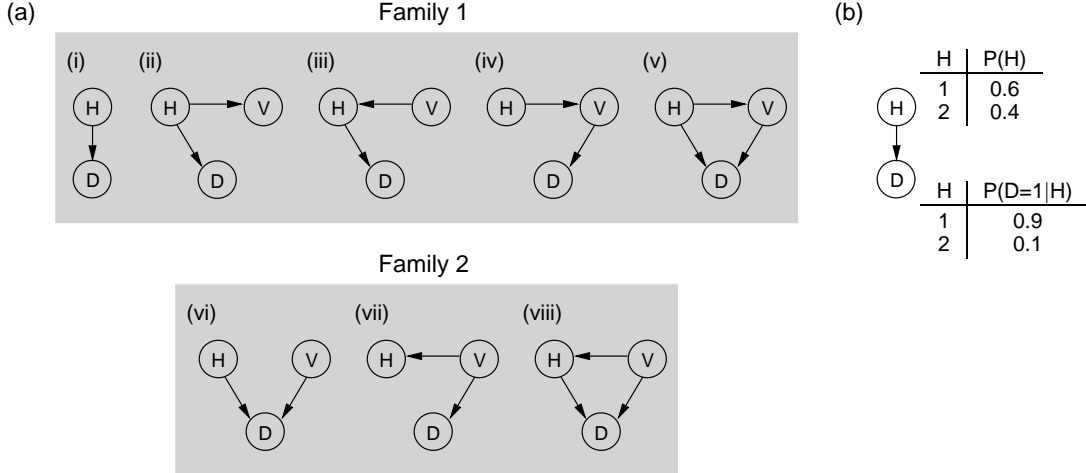 (a)
Family 1
(i) (ii) (iii) (iv) (v)
H H V H V H V H V
D D D D D
Family 2
(vi) (vii) (viii)
H V H V H V
D D D
(b)
H P(H)
1 0.6
2 0.4
H
D
H P(D=1|H)
1 0.9
2 0.1